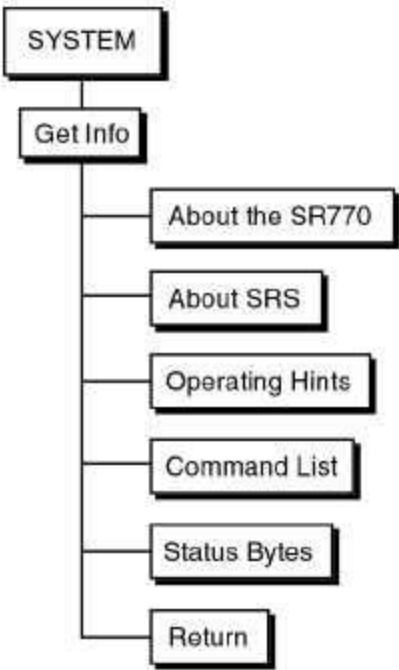 SYSTEM
Get Info
About the SR770
About SRS
Operating Hints
Command List
Status Bytes
Return